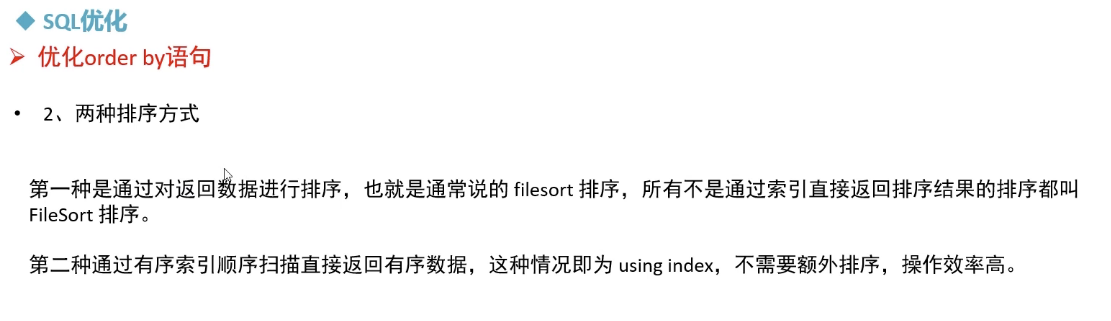 ◆ SQL优化
➢ 优化order by语句
• 2、两种排序方式
第一种是通过对返回数据进行排序，也就是通常说的 filesort 排序，所有不是通过索引直接返回排序结果的排序都叫
FileSort 排序。
第二种通过有序索引顺序扫描直接返回有序数据，这种情况即为 using index，不需要额外排序，操作效率高。